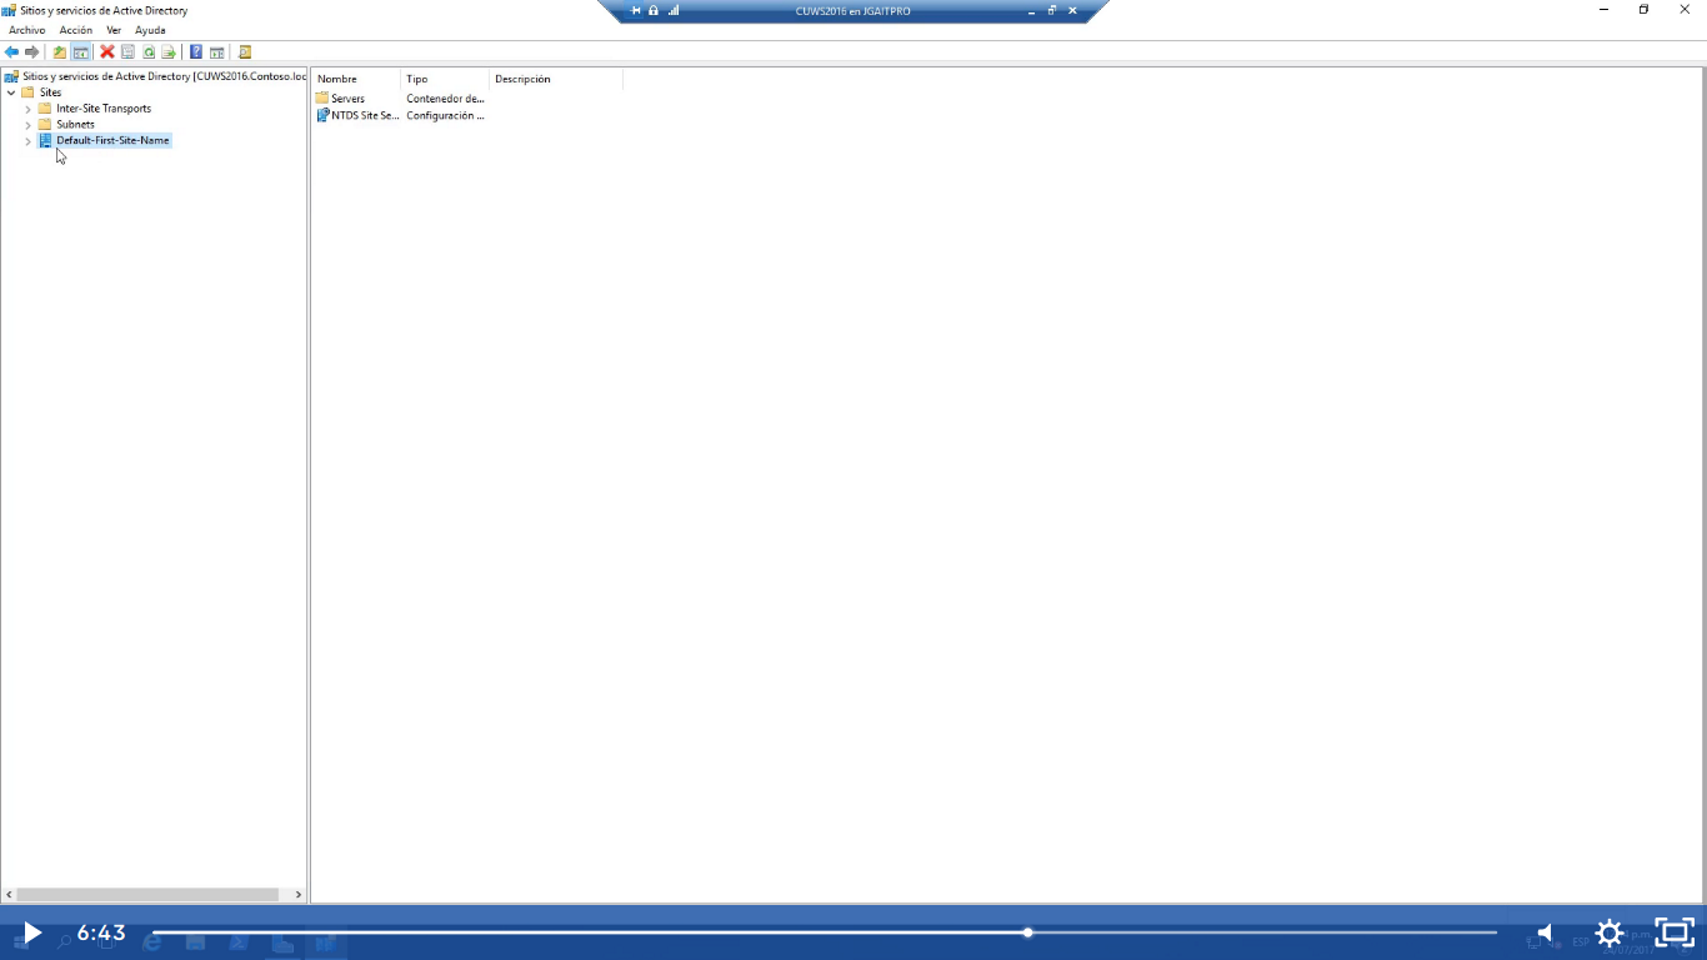 Sitios y servicios de Active Directory
CUWS2016 en JGAITPRO
Archivo Acción Ver Ayuda
Sitios y servicios de Active Directory [CUWS2016.Contoso.loc
Sites
Inter-Site Transports
Subnets
Default-First-Site-Name
Nombre Tipo Descripción
Servers Contenedor de...
NTDS Site Se... Configuración ...
6:43
ESP